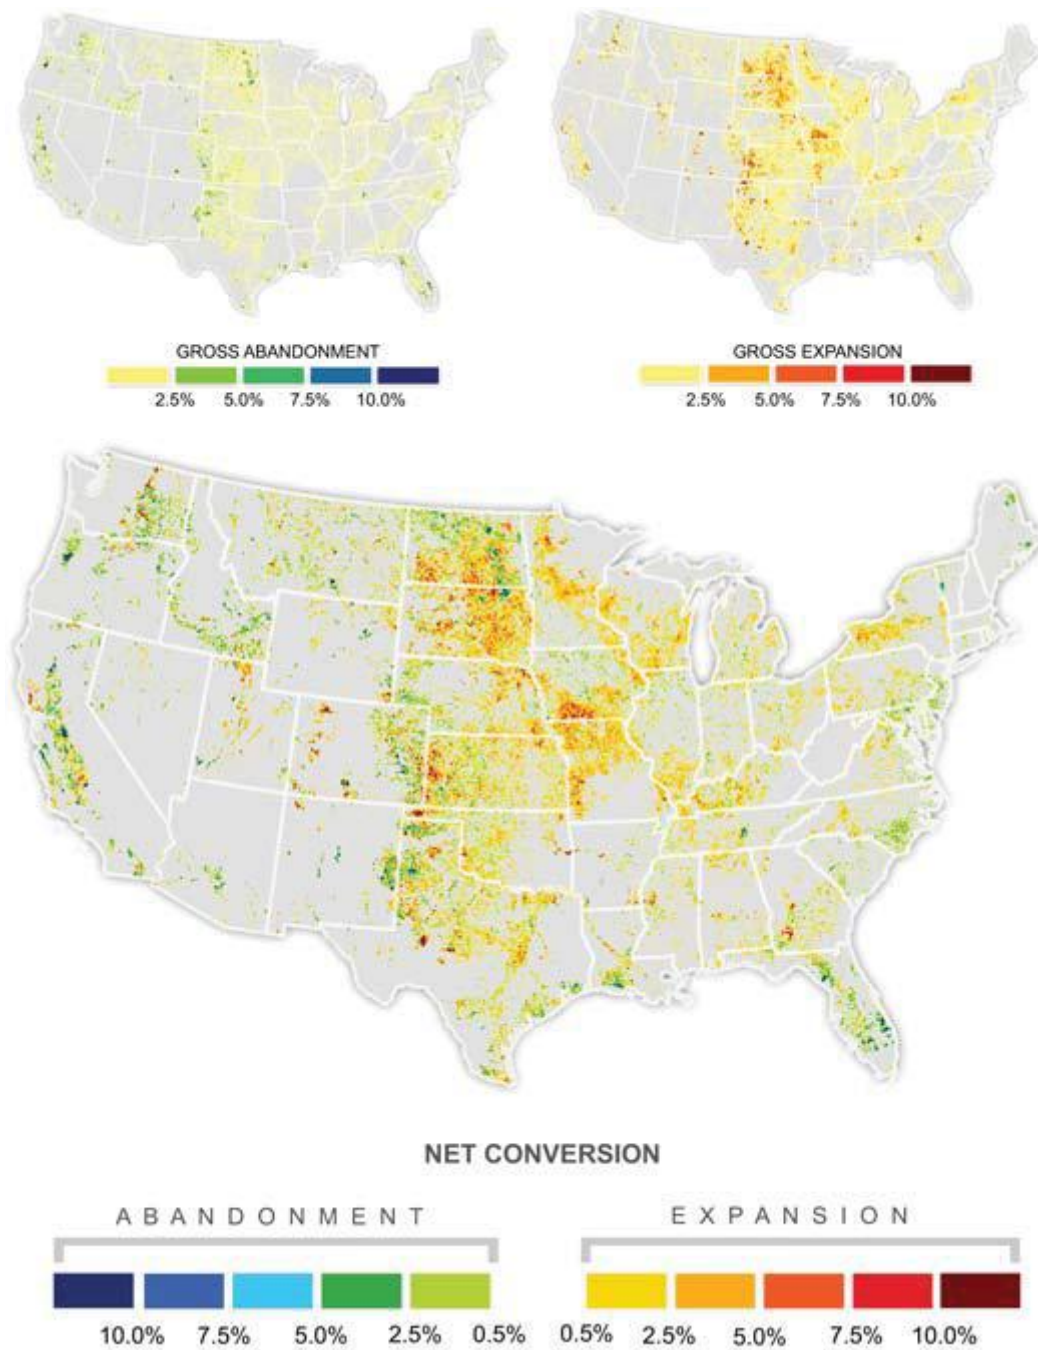 GROSS ABANDONMENT
2.5% 5.0% 7.5% 10.0%
GROSS EXPANSION
2.5% 5.0% 7.5% 10.0%
NET CONVERSION
ABANDONMENT
EXPANSION
10.0% 7.5% 5.0% 2.5% 0.5%
0.5% 2.5% 5.0% 7.5% 10.0%